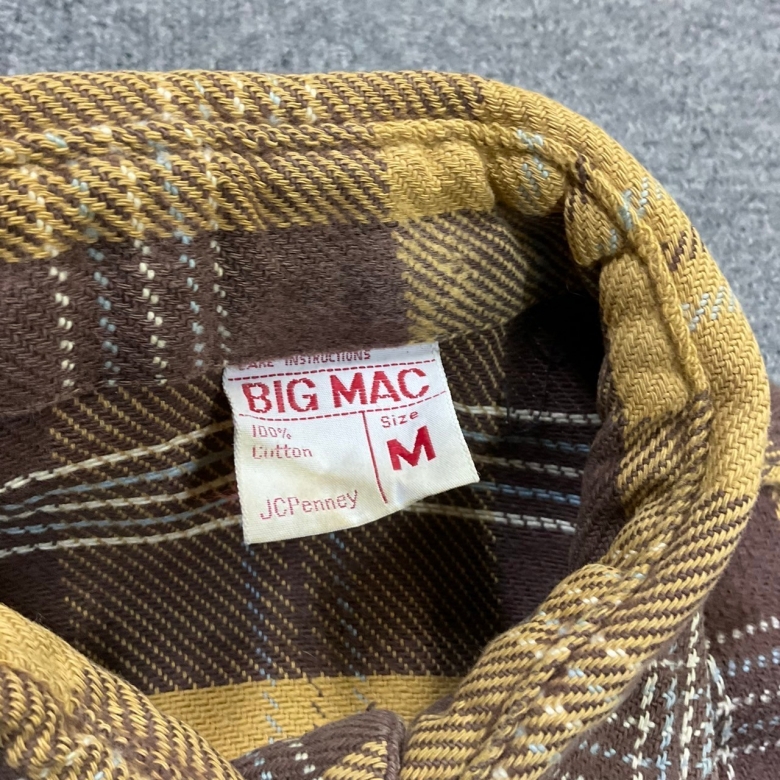 CARE INSTRUCTIONS
BIG MAC
100%
Cotton
Size
M
JCPenney